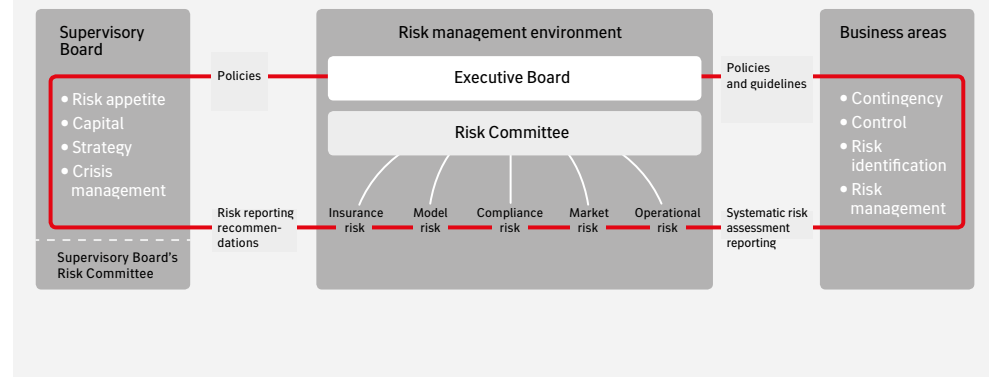 Supervisory
Board
Policies
• Risk appetite
• Capital
• Strategy
• Crisis
management
Risk reporting
recommen-
dations
Supervisory Board's
Risk Committee
Risk management environment
Executive Board
Risk Committee
Insurance
risk
Model
risk
Compliance
risk
Market
risk
Operational
risk
Policies
and guidelines
Systematic risk
assessment
reporting
Business areas
• Contingency
• Control
• Risk
identification
• Risk
management